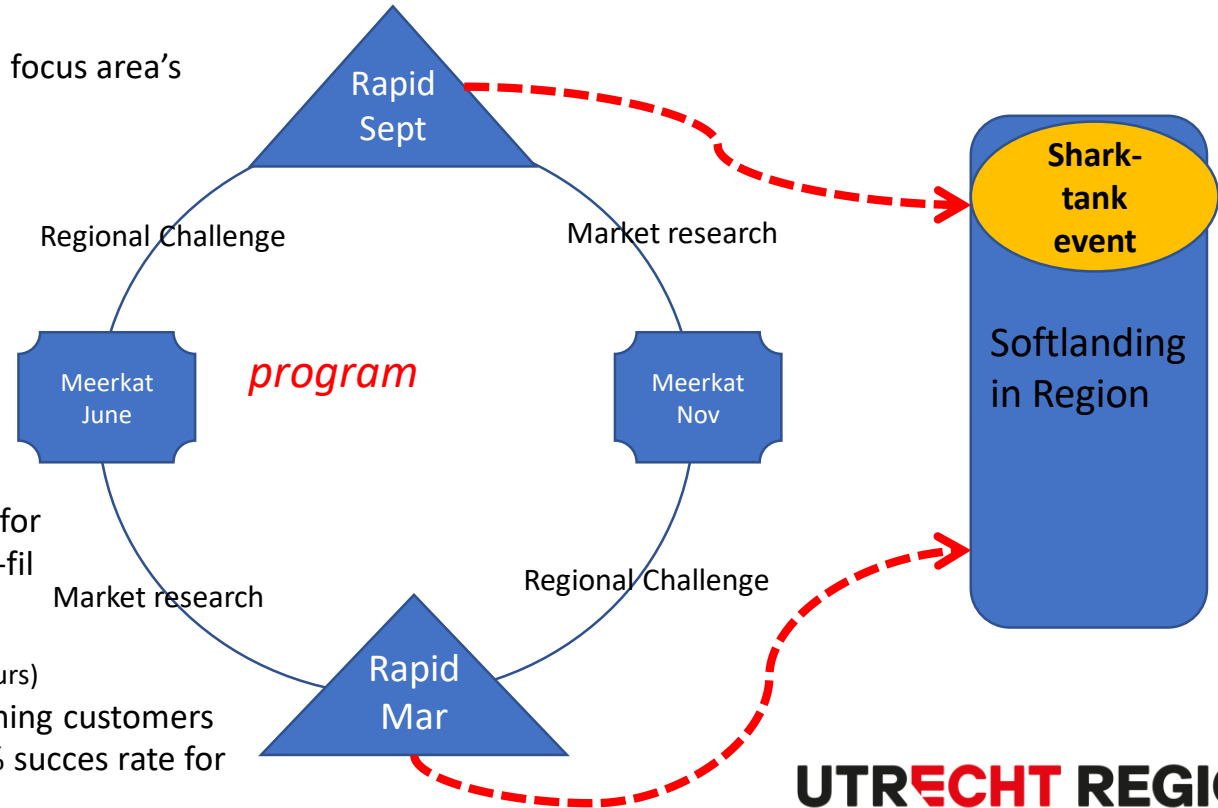 focus area's
Rapid
Sept
Shark-
tank
event
Regional Challenge
Market research
Softlanding
in Region
Meerkat
June
program
Meerkat
Nov
for
-fil
Market research
Regional Challenge
urs)
ning customers
% succes rate for
Rapid
Mar
UTRECHT REGIO